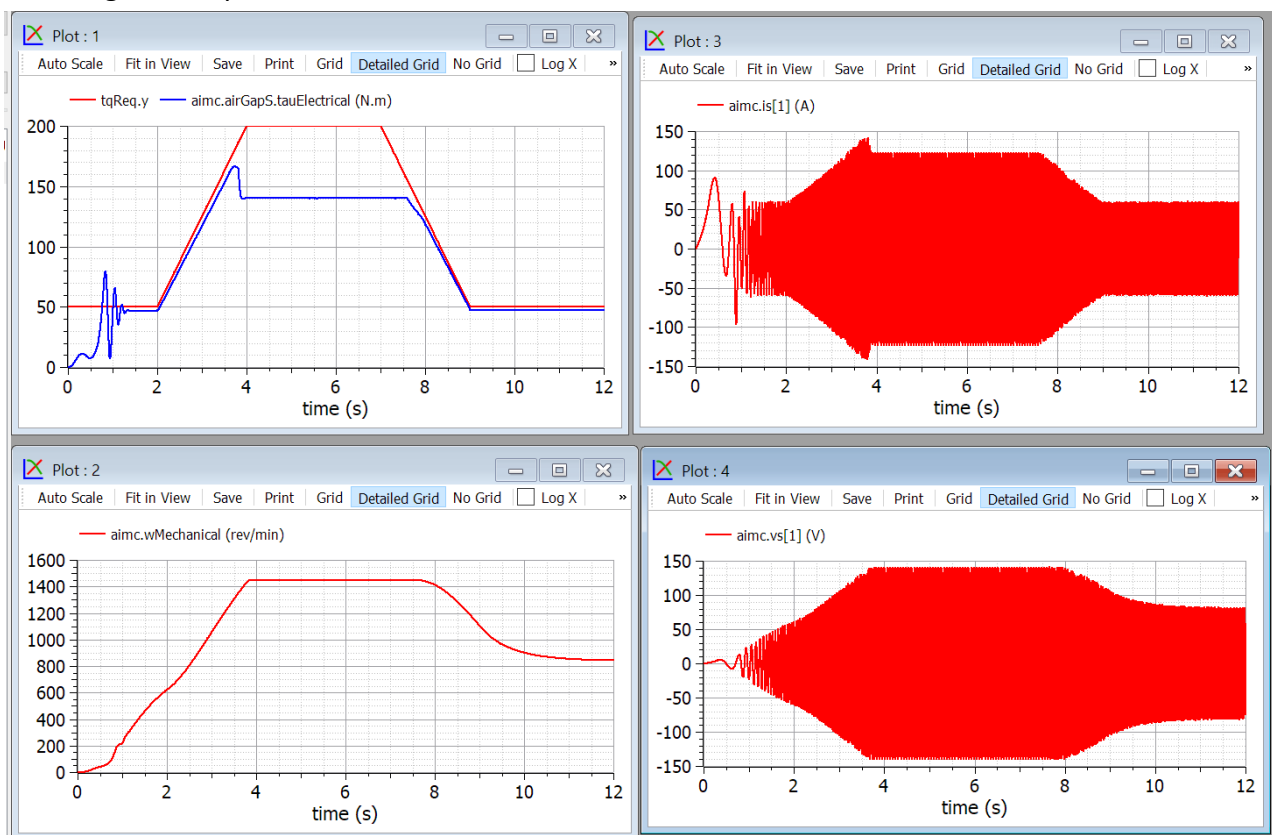 Plot : 1
Auto Scale Fit in View Save Print Grid Detailed Grid No Grid Log X »
tqReq.y aimc.airGapS.tauElectrical (N.m)
200
150
100
50
0
0 2 4 6 8 10 12
time (s)
Plot : 3
Auto Scale Fit in View Save Print Grid Detailed Grid No Grid Log X »
aimc.is[1] (A)
150
100
50
0
-50
-100
-150
0 2 4 6 8 10 12
time (s)
Plot : 2
Auto Scale Fit in View Save Print Grid Detailed Grid No Grid Log X »
aimc.wMechanical (rev/min)
1600
1400
1200
1000
800
600
400
200
0
0 2 4 6 8 10 12
time (s)
Plot : 4
Auto Scale Fit in View Save Print Grid Detailed Grid No Grid Log X »
aimc.vs[1] (V)
150
100
50
0
-50
-100
-150
0 2 4 6 8 10 12
time (s)